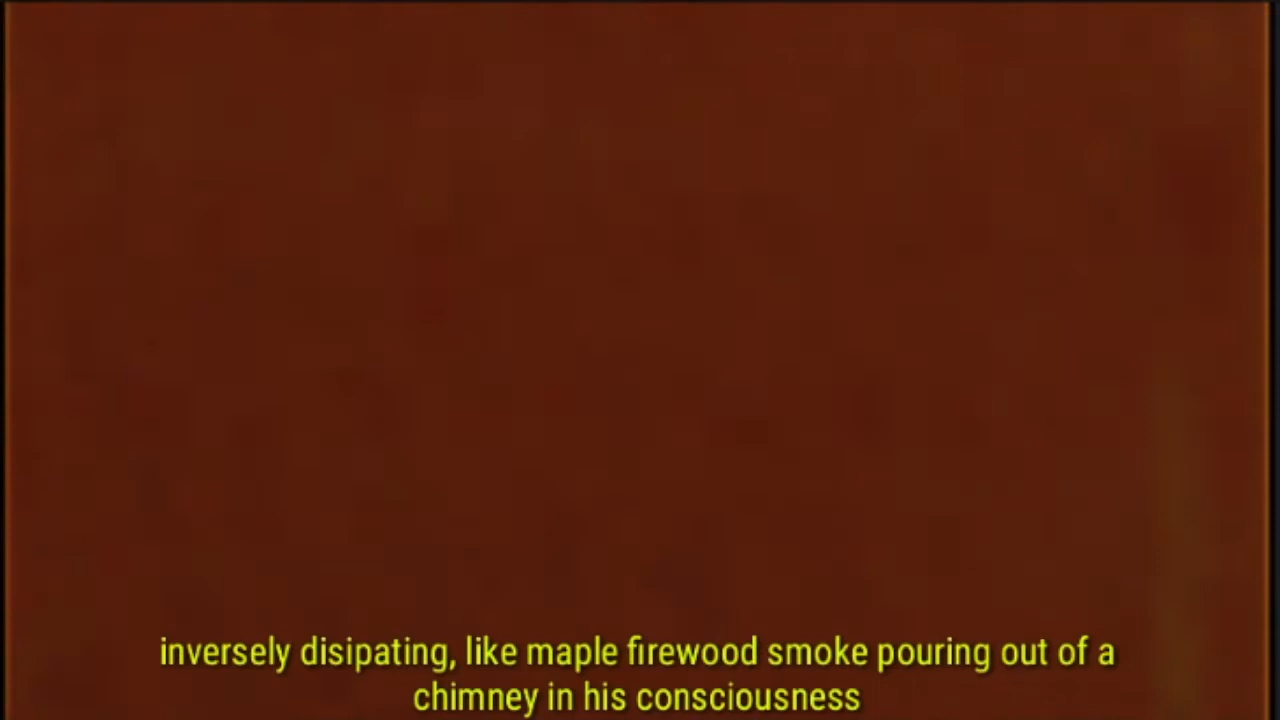 inversely disipating, like maple firewood smoke pouring out of a
chimney in his consciousness